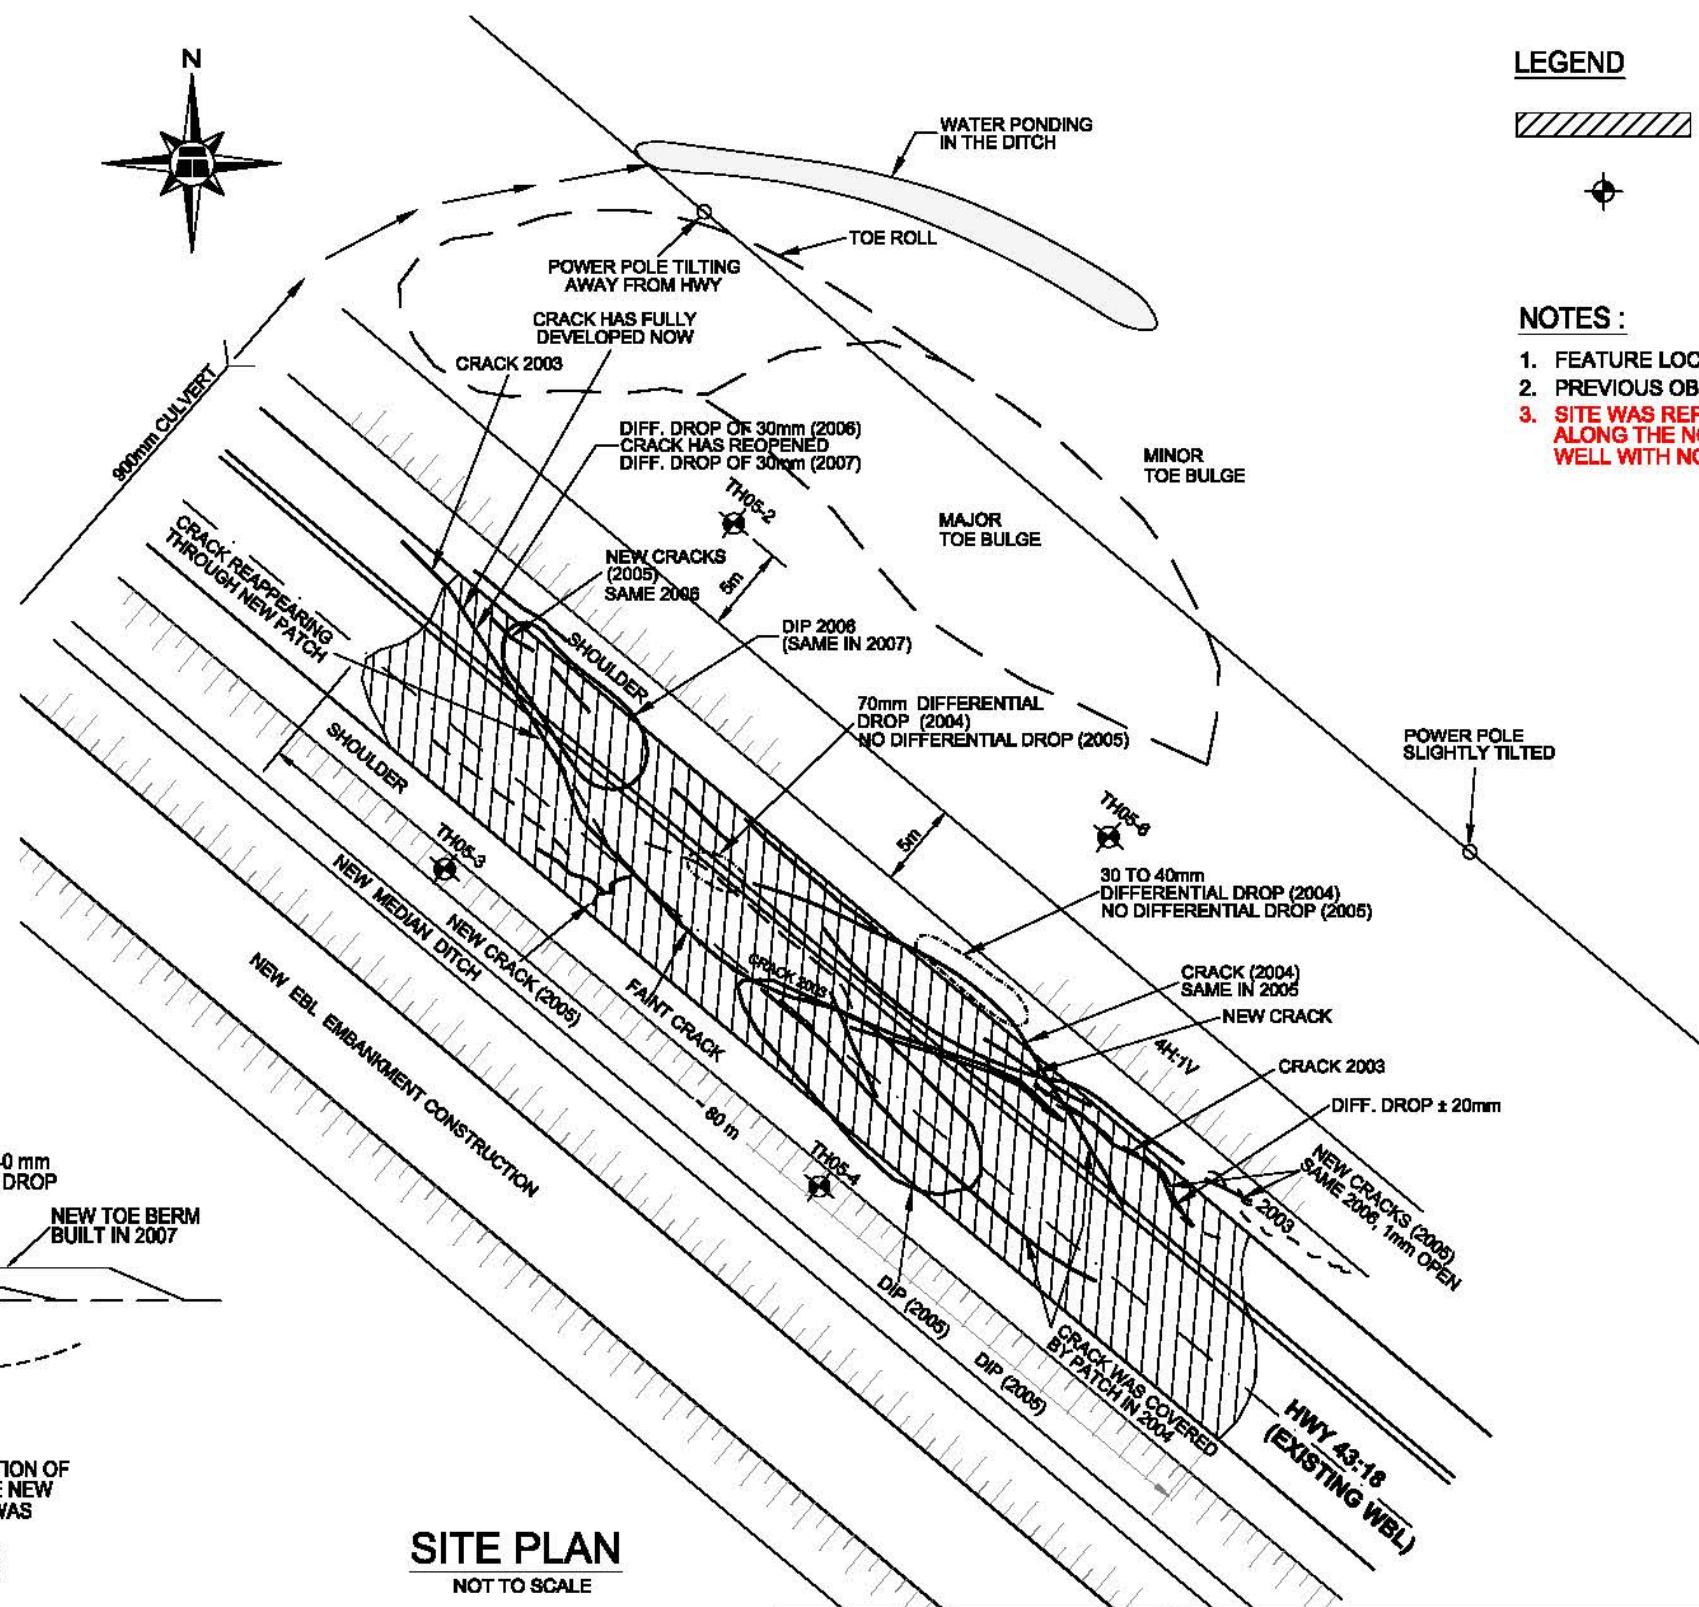 N
WATER PONDING
IN THE DITCH
TOE ROLL
POWER POLE TILTING
AWAY FROM HWY
CRACK HAS FULLY
DEVELOPED NOW
CRACK 2003
900mm CULVERT
DIFF. DROP OF 30mm (2006)
CRACK HAS REOPENED
DIFF. DROP OF 30mm (2007)
TH05-2
5m
MINOR
TOE BULGE
MAJOR
TOE BULGE
CRACK REAPPEARING
THROUGH NEW PATCH
NEW CRACKS
(2005)
SAME 2006
SHOULDER
DIP 2006
(SAME IN 2007)
70mm DIFFERENTIAL
DROP (2004)
NO DIFFERENTIAL DROP (2005)
POWER POLE
SLIGHTLY TILTED
SHOULDER
TH05-3
5m
TH05-6
30 TO 40mm
DIFFERENTIAL DROP (2004)
NO DIFFERENTIAL DROP (2005)
NEW MEDIAN DITCH
NEW CRACK (2005)
NEW EBL EMBANKMENT CONSTRUCTION
FAINT CRACK
CRACK 2003
CRACK (2004)
SAME IN 2005
NEW CRACK
4H:1V
CRACK 2003
DIFF. DROP ± 20mm
~ 80 m
TH05-4
NEW CRACKS (2005)
SAME 2006, 1mm OPEN
2003
DIP (2005)
DIP (2005)
CRACK WAS COVERED
BY PATCH IN 2004
HWY 43:18
(EXISTING WBL)
0 mm
DROP
NEW TOE BERM
BUILT IN 2007
TION OF
E NEW
WAS
SITE PLAN
NOT TO SCALE
LEGEND
NOTES :
1. FEATURE LOC
2. PREVIOUS OB
3. SITE WAS REP
ALONG THE NO
WELL WITH NO